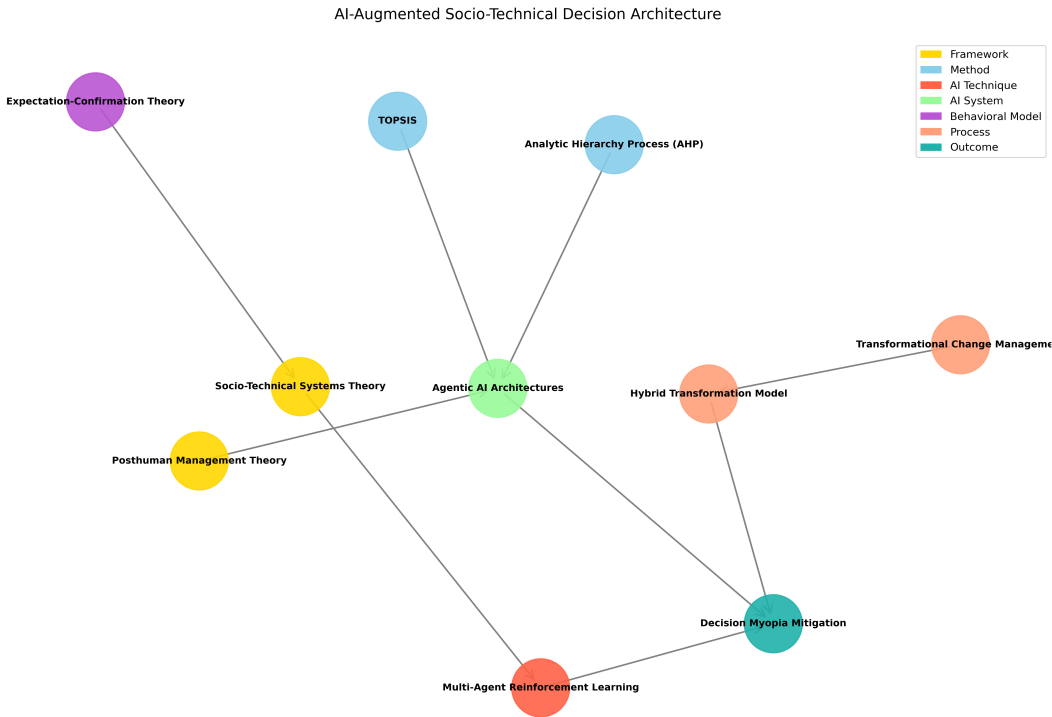 AI-Augmented Socio-Technical Decision Architecture
Framework
Method
AI Technique
AI System
Behavioral Model
Process
Outcome
Expectation-Confirmation Theory
TOPSIS
Analytic Hierarchy Process (AHP)
Transformational Change Manageme
Socio-Technical Systems Theory
Agentic AI Architectures
Hybrid Transformation Model
Posthuman Management Theory
Decision Myopia Mitigation
Multi-Agent Reinforcement Learning